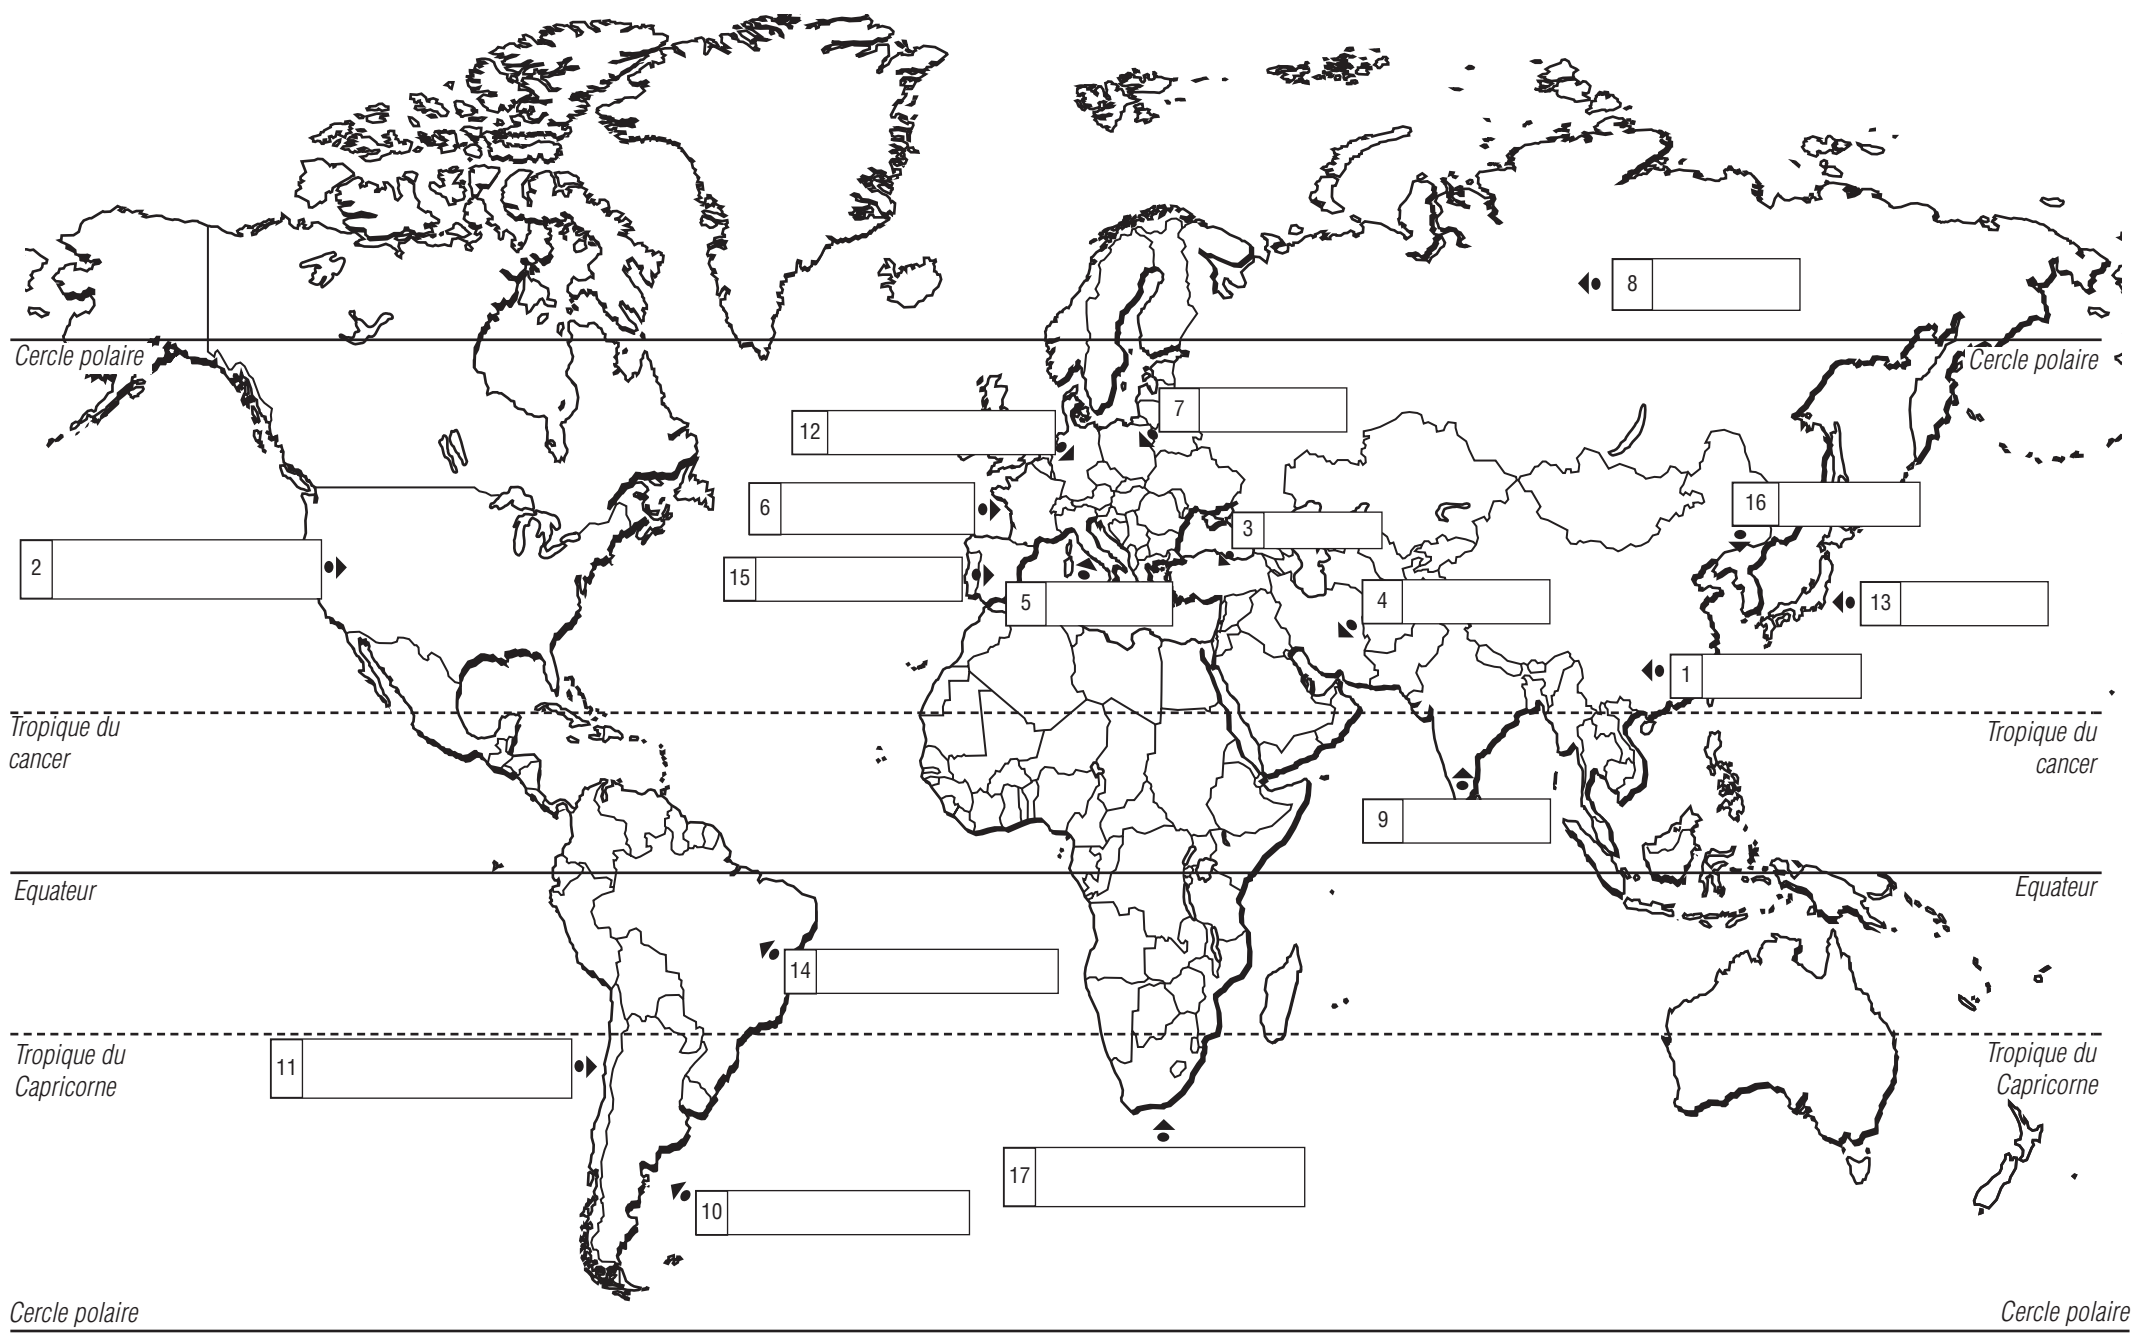 8
Cercle polaire
Cercle polaire
7
12
6
16
3
2
15
5
4
13
1
Tropique du
cancer
Tropique du
cancer
9
Equateur
Equateur
14
Tropique du
Capricorne
Tropique du
Capricorne
11
17
10
Cercle polaire
Cercle polaire